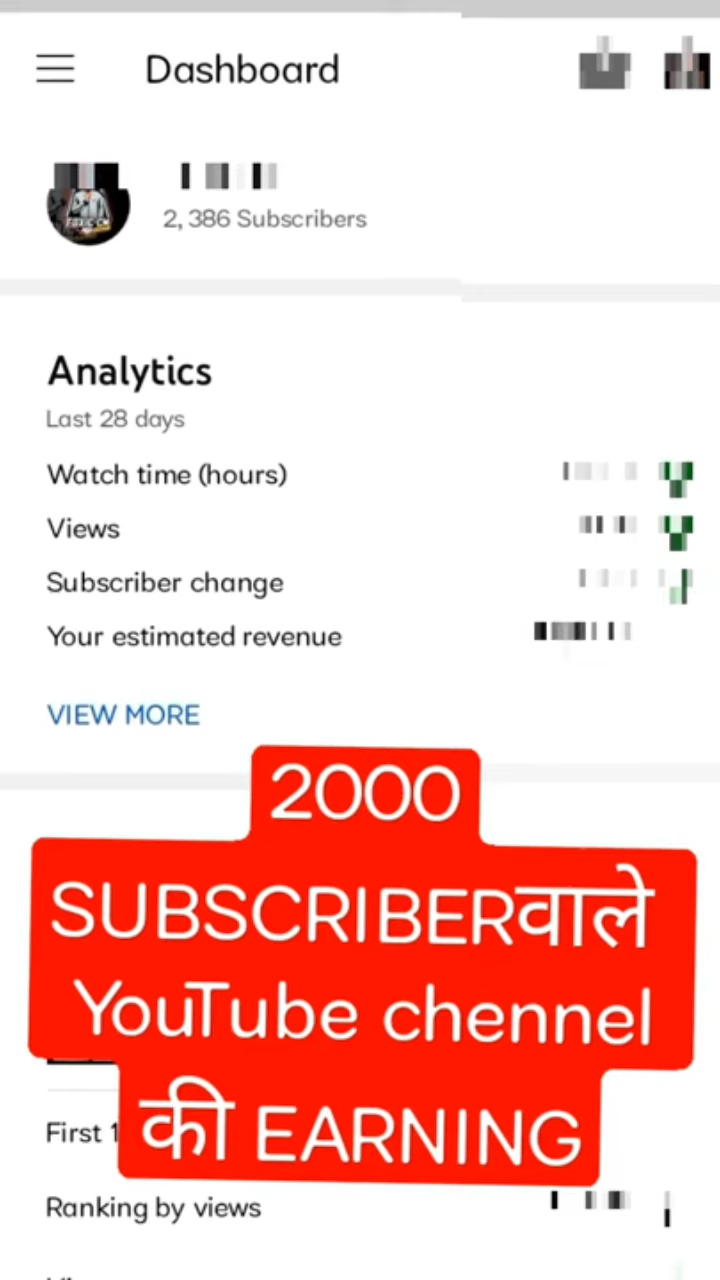 Dashboard
2, 386 Subscribers
Analytics
Last 28 days
Watch time (hours)
Views
Subscriber change
Your estimated revenue
VIEW MORE
2000
SUBSCRIBERवाले
YouTube chennel
की EARNING
First 1
Ranking by views